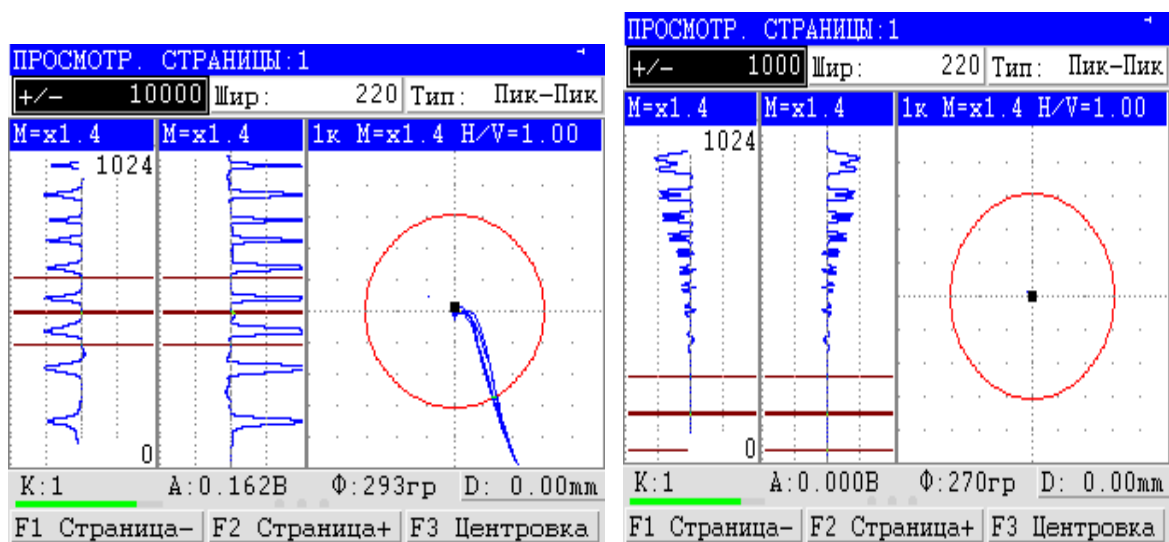 ПРОСМОТР. СТРАНИЦЫ:1
+/- 10000 Шир: 220 Тип: Пик-Пик
M=x1.4 M=x1.4 1к M=x1.4 H/V=1.00
1024
0
К:1 А:0.162В Ф:293гр D: 0.00mm
F1 Страница- F2 Страница+ F3 Центровка
ПРОСМОТР. СТРАНИЦЫ:1
+/- 1000 Шир: 220 Тип: Пик-Пик
M=x1.4 M=x1.4 1к M=x1.4 H/V=1.00
1024
0
К:1 А:0.000В Ф:270гр D: 0.00mm
F1 Страница- F2 Страница+ F3 Центровка